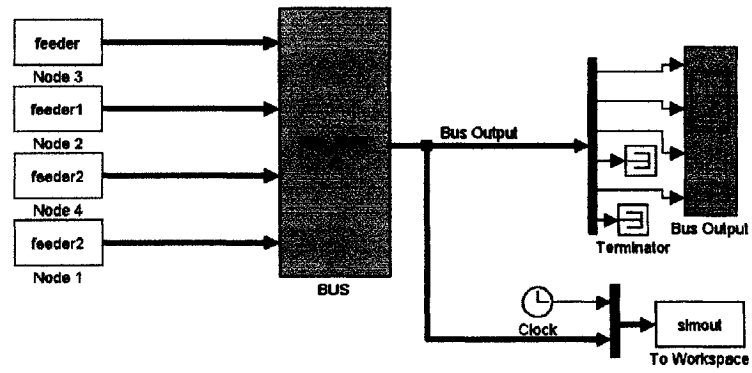 feeder
Node 3
feeder1
Node 2
feeder2
Node 4
feeder2
Node 1
BUS
Bus Output
Terminator
Bus Output
Clock
simout
To Workspace